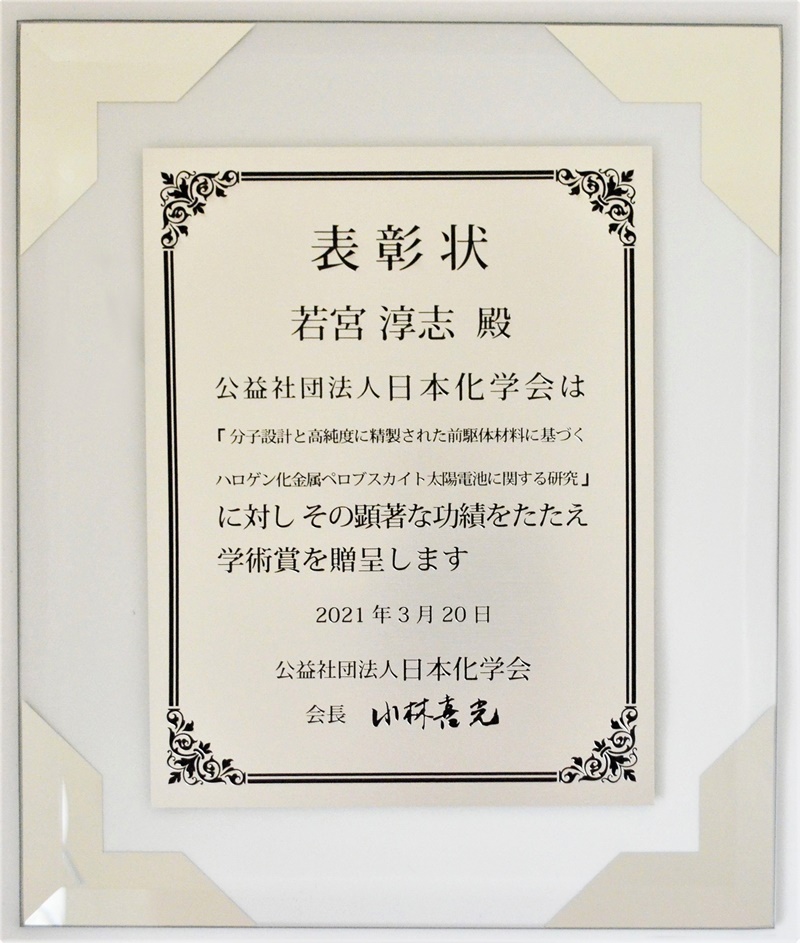 表彰状
若宮 淳志 殿
公益社団法人日本化学会は
「分子設計と高純度に精製された前駆体材料に基づく
ハロゲン化金属ペロブスカイト太陽電池に関する研究」
に対し その顕著な功績をたたえ
学術賞を贈呈します
2021 年 3 月 20 日
公益社団法人日本化学会
会長 小林喜光